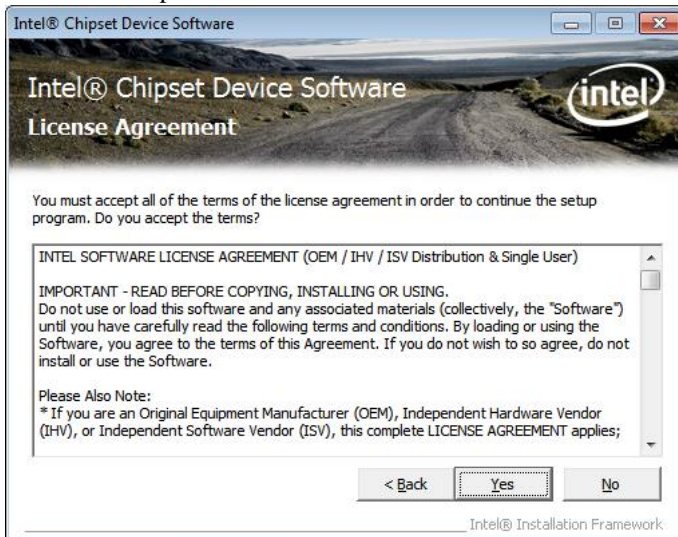 Intel® Chipset Device Software
Intel® Chipset Device Software
intel
License Agreement
You must accept all of the terms of the license agreement in order to continue the setup
program. Do you accept the terms?
INTEL SOFTWARE LICENSE AGREEMENT (OEM / IHV / ISV Distribution & Single User)
IMPORTANT - READ BEFORE COPYING, INSTALLING OR USING.
Do not use or load this software and any associated materials (collectively, the "Software")
until you have carefully read the following terms and conditions. By loading or using the
Software, you agree to the terms of this Agreement. If you do not wish to so agree, do not
install or use the Software.
Please Also Note:
* If you are an Original Equipment Manufacturer (OEM), Independent Hardware Vendor
(IHV), or Independent Software Vendor (ISV), this complete LICENSE AGREEMENT applies;
< Back Yes No
Intel® Installation Framework